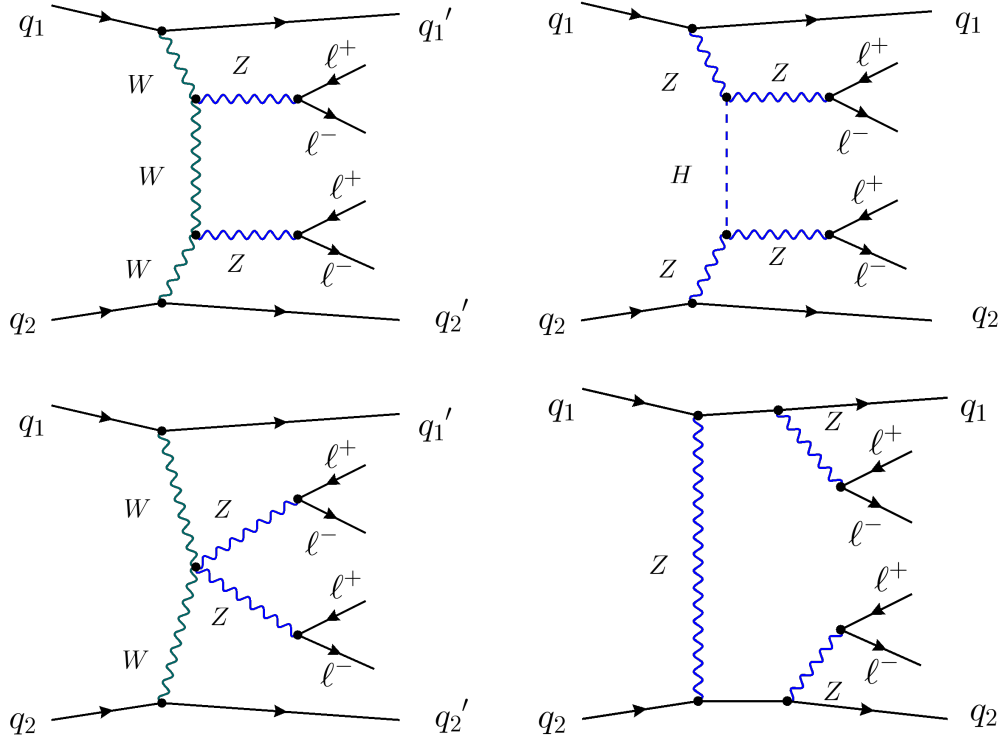 q₁ q₁′ q₁ q₁
W Z ℓ⁺ Z Z ℓ⁺
ℓ⁻ ℓ⁻
W ℓ⁺ H ℓ⁺
W Z ℓ⁻ Z Z ℓ⁻
q₂ q₂′ q₂ q₂
q₁ q₁′ q₁ Z q₁
W Z ℓ⁺ ℓ⁺
ℓ⁻ ℓ⁻
Z
Z ℓ⁺ ℓ⁺
W ℓ⁻ Z ℓ⁻
q₂ q₂′ q₂ q₂